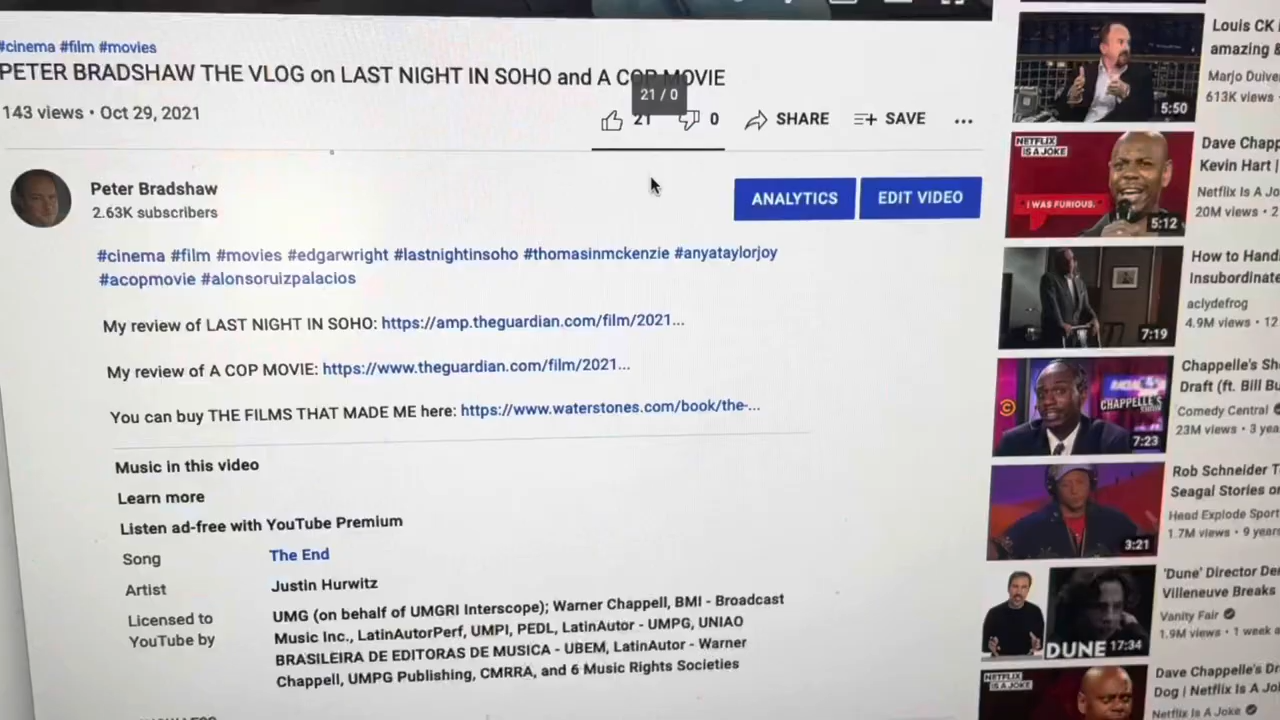 #cinema #film #movies
PETER BRADSHAW THE VLOG on LAST NIGHT IN SOHO and A COP MOVIE
21 / 0
143 views • Oct 29, 2021
21
0
SHARE
SAVE
...
Peter Bradshaw
2.63K subscribers
ANALYTICS
EDIT VIDEO
#cinema #film #movies #edgarwright #lastnightinsoho #thomasinmckenzie #anyataylorjoy
#acopmovie #alonsoruizpalacios
My review of LAST NIGHT IN SOHO: https://amp.theguardian.com/film/2021...
My review of A COP MOVIE: https://www.theguardian.com/film/2021...
You can buy THE FILMS THAT MADE ME here: https://www.waterstones.com/book/the-...
Music in this video
Learn more
Listen ad-free with YouTube Premium
Song
The End
Artist
Justin Hurwitz
Licensed to
YouTube by
UMG (on behalf of UMGRI Interscope); Warner Chappell, BMI - Broadcast
Music Inc., LatinAutorPerf, UMPI, PEDL, LatinAutor - UMPG, UNIAO
BRASILEIRA DE EDITORAS DE MUSICA - UBEM, LatinAutor - Warner
Chappell, UMPG Publishing, CMRRA, and 6 Music Rights Societies
5:50
Louis CK
amazing &
Marjo Duive
613K views •
NETFLIX
IS A JOKE
I WAS FURIOUS.
5:12
Dave Chapp
Kevin Hart |
Netflix Is A Jo
20M views • 2
7:19
How to Hand
Insubordinate
aclydefrog
4.9M views • 12
CHAPPELLE'S
7:23
Chappelle's Sh
Draft (ft. Bill Bu
Comedy Central
23M views • 3 yea
3:21
Rob Schneider T
Seagal Stories o
Head Explode Sport
1.7M views • 9 years
DUNE
17:34
'Dune' Director De
Villeneuve Breaks
Vanity Fair
1.9M views • 1 week a
NETFLIX
IS A JOKE
Dave Chappelle's Dr
Dog | Netflix Is A Jo
Netflix Is A Joke